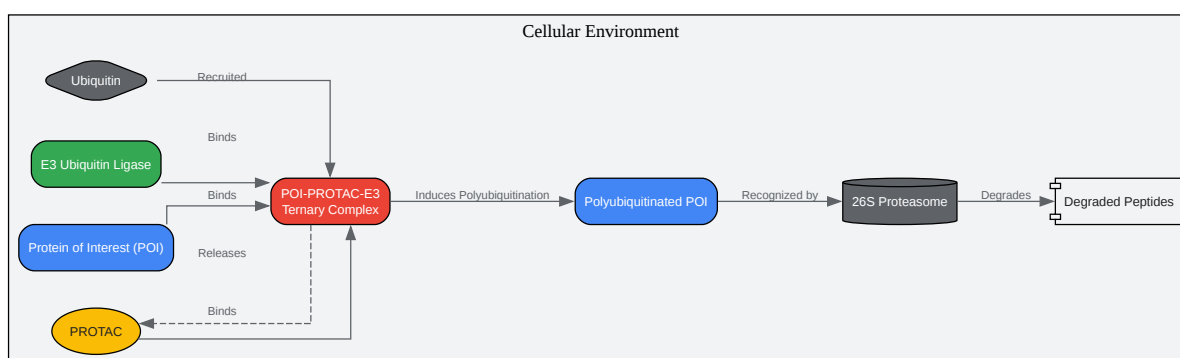 Cellular Environment
Ubiquitin
Recruited
Binds
E3 Ubiquitin Ligase
Binds
POI-PROTAC-E3
Ternary Complex
Induces Polyubiquitination
Polyubiquitinated POI
Recognized by
26S Proteasome
Degrades
Degraded Peptides
Protein of Interest (POI)
Releases
Binds
PROTAC